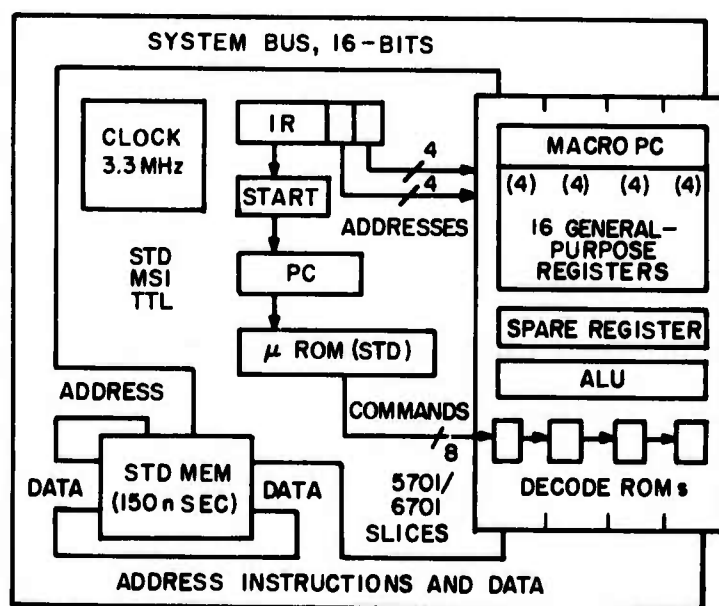 SYSTEM BUS, 16-BITS
CLOCK
3.3 MHz
IR
START
PC
μ ROM (STD)
STD
MSI
TTL
4
4
ADDRESSES
MACRO PC
(4) (4) (4) (4)
16 GENERAL-
PURPOSE
REGISTERS
SPARE REGISTER
ALU
COMMANDS
8
DECODE ROMs
5701/
6701
SLICES
ADDRESS
STD MEM
(150 n SEC)
DATA
DATA
ADDRESS INSTRUCTIONS AND DATA